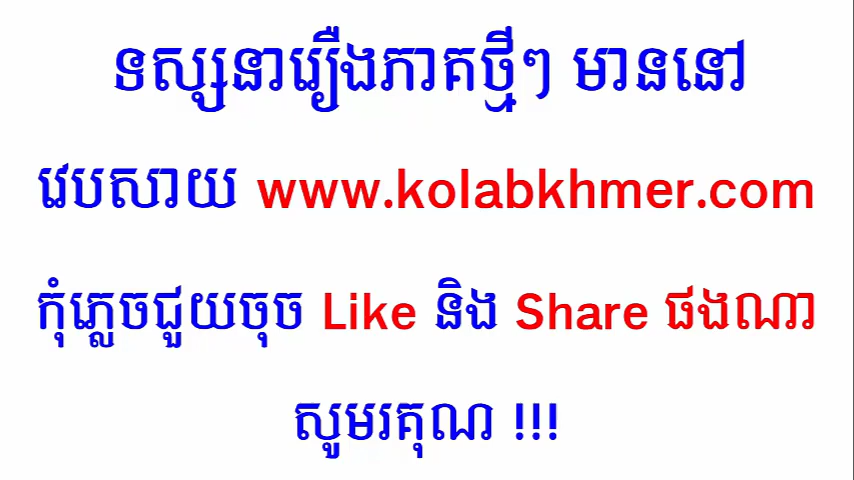 ទស្សនារឿងភាគថ្មីៗ មាននៅ
វេបសាយ www.kolabkhmer.com
កុំភ្លេចជួយចុច Like និង Share ផងណា
សូមរគុណ !!!